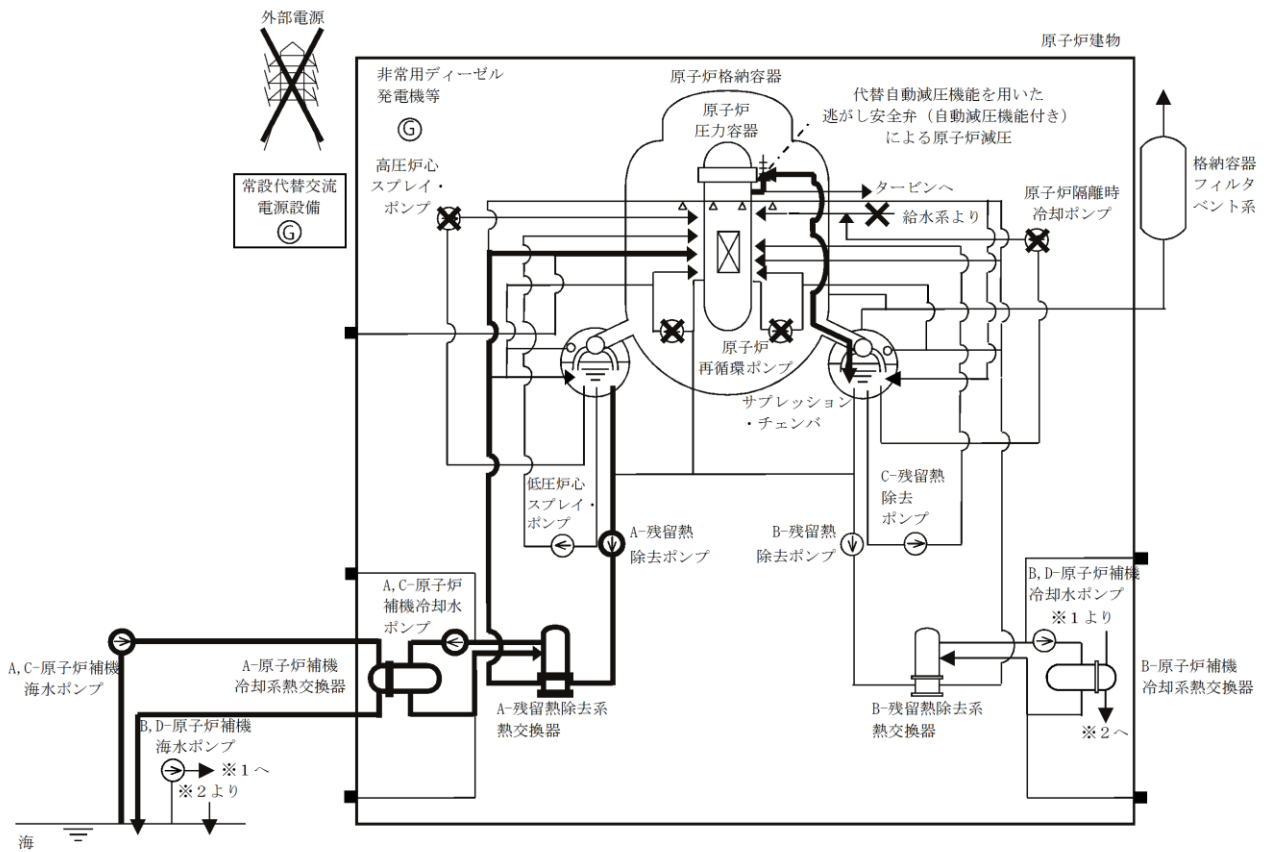 外部電源
原子炉建物
非常用ディーゼル
発電機等
G
原子炉格納容器
原子炉
圧力容器
代替自動減圧機能を用いた
逃がし安全弁（自動減圧機能付き）
による原子炉減圧
常設代替交流
電源設備
G
高圧炉心
スプレイ・
ポンプ
タービンへ
給水系より
原子炉隔離時
冷却ポンプ
格納容器
フィルタ
ベント系
原子炉
再循環ポンプ
サプレッション
・チェンバ
低圧炉心
スプレイ・
ポンプ
A-残留熱
除去ポンプ
B-残留熱
除去ポンプ
C-残留熱
除去
ポンプ
A,C-原子炉
補機冷却水
ポンプ
B,D-原子炉補機
冷却水ポンプ
※１より
A,C-原子炉補機
海水ポンプ
A-原子炉補機
冷却系熱交換器
A-残留熱除去系
熱交換器
B-残留熱除去系
熱交換器
B-原子炉補機
冷却系熱交換器
※２へ
B,D-原子炉補機
海水ポンプ
※１へ
※２より
海